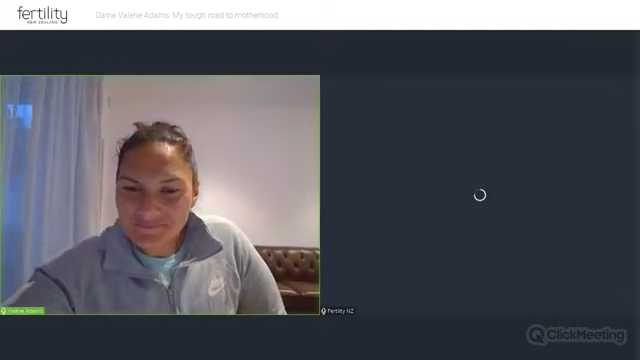 fertility
NEW ZEALAND
Dame Valerie Adams: My tough road to motherhood
Valerie Adams
Fertility NZ
ClickMeeting